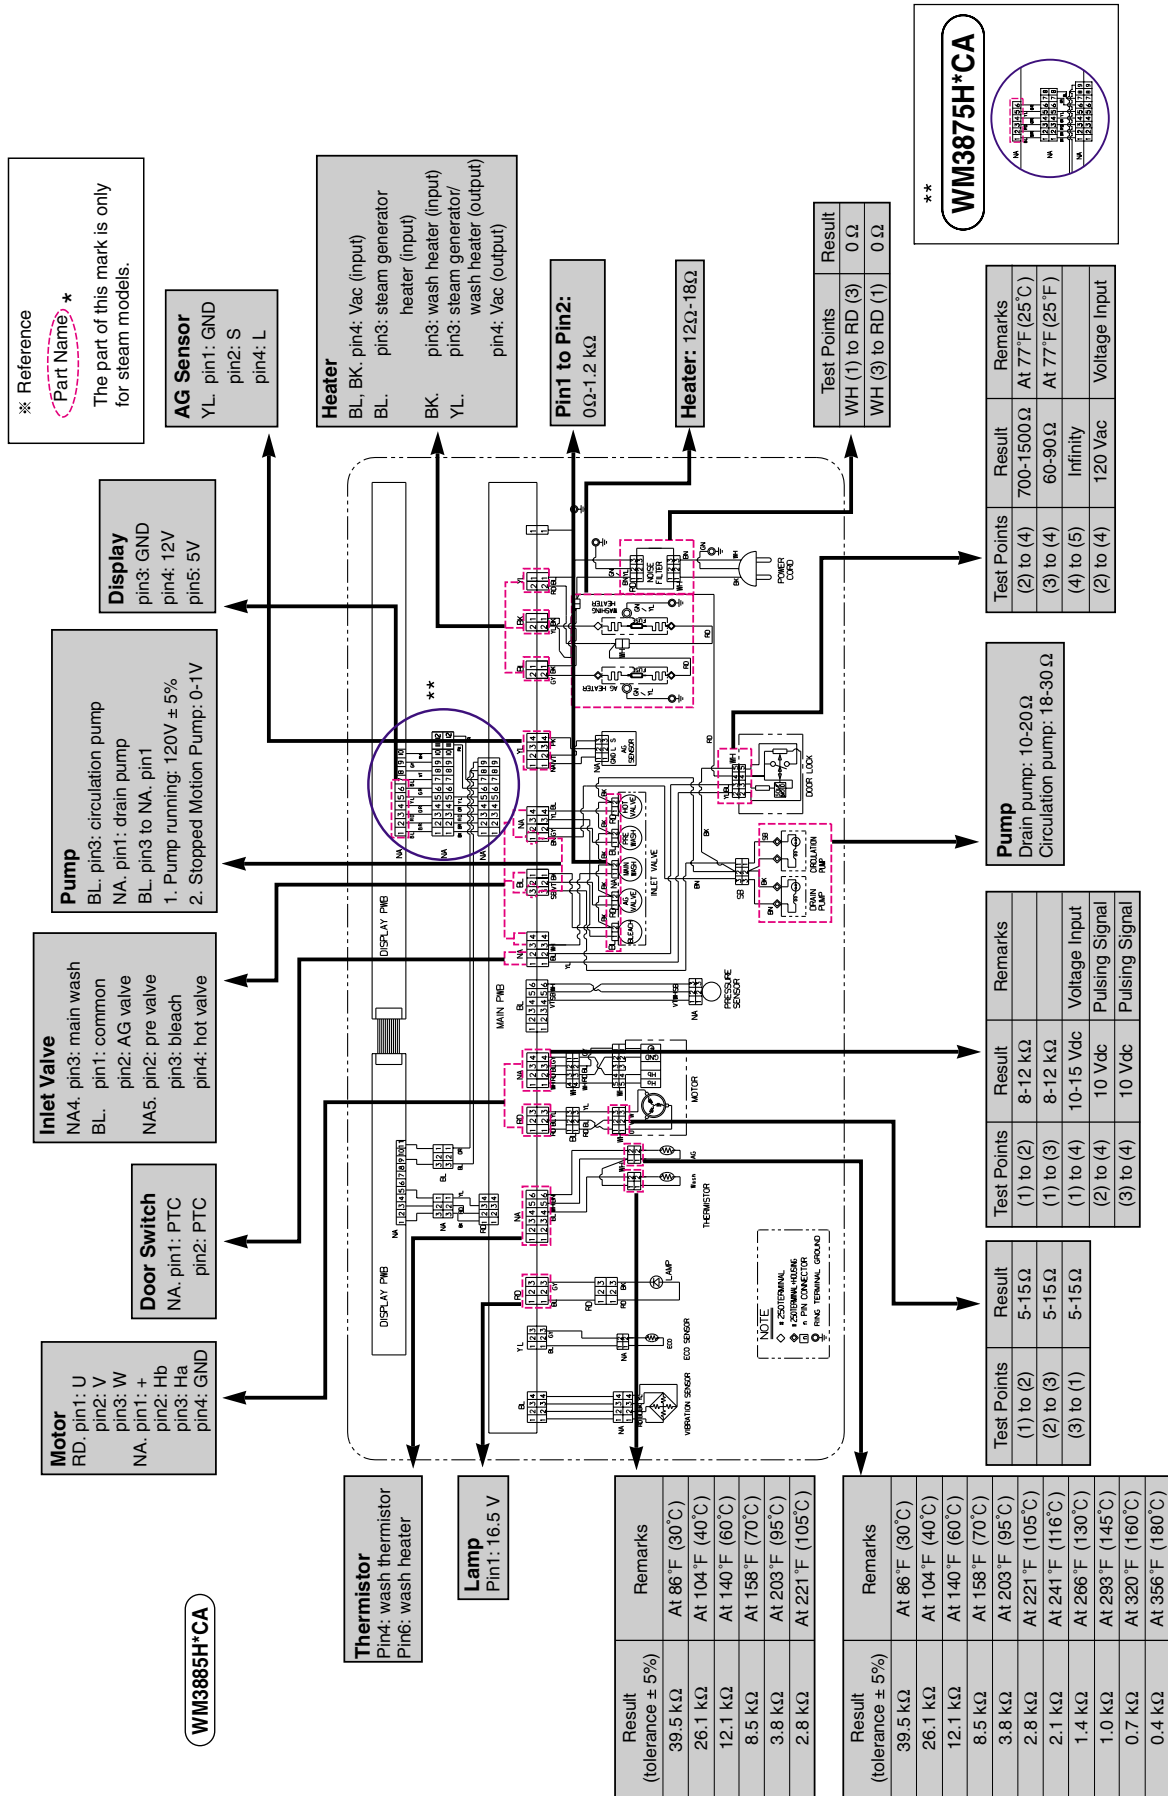 WM3885H*CA
Motor
RD. pin1: U
pin2: V
pin3: W
NA. pin1: +
pin2: Hb
pin3: Ha
pin4: GND
Door Switch
NA. pin1: PTC
pin2: PTC
Inlet Valve
NA4. pin3: main wash
BL. pin1: common
pin2: AG valve
NA5. pin2: pre valve
pin3: bleach
pin4: hot valve
Pump
BL. pin3: circulation pump
NA. pin1: drain pump
BL. pin3 to NA. pin1
1. Pump running: 120V ± 5%
2. Stopped Motion Pump: 0-1V
Display
pin3: GND
pin4: 12V
pin5: 5V
※ Reference
Part Name *
The part of this mark is only
for steam models.
AG Sensor
YL. pin1: GND
pin2: S
pin4: L
Thermistor
Pin4: wash thermistor
Pin6: wash heater
Lamp
Pin1: 16.5 V
Heater
BL, BK. pin4: Vac (input)
BL. pin3: steam generator
heater (input)
BK. pin3: wash heater (input)
YL. pin3: steam generator/
wash heater (output)
pin4: Vac (output)
Pin1 to Pin2:
0Ω-1.2 kΩ
Heater: 12Ω-18Ω
Test Points Result
WH (1) to RD (3) 0 Ω
WH (3) to RD (1) 0 Ω
**
WM3875H*CA
DISPLAY PWB
DISPLAY PWB
MAIN PWB
**
VIBRATION SENSOR
ECO SENSOR
LAMP
THERMISTOR
Wash
AG
MOTOR
PRESSURE SENSOR
BLEACH
AG VALVE
MAIN WASH
PRE WASH
HOT VALVE
INLET VALVE
AG SENSOR
AG HEATER
WASHING HEATER
NOISE FILTER
POWER CORD
DOOR LOCK
DRAIN PUMP
CIRCULATION PUMP
NOTE
◇ #250TERMINAL
#250TERMINAL+HOUSING
n PIN CONNECTOR
RING TERMINAL GROUND
Result (tolerance ± 5%) Remarks
39.5 kΩ At 86˚F (30˚C)
26.1 kΩ At 104˚F (40˚C)
12.1 kΩ At 140˚F (60˚C)
8.5 kΩ At 158˚F (70˚C)
3.8 kΩ At 203˚F (95˚C)
2.8 kΩ At 221˚F (105˚C)
Result (tolerance ± 5%) Remarks
39.5 kΩ At 86˚F (30˚C)
26.1 kΩ At 104˚F (40˚C)
12.1 kΩ At 140˚F (60˚C)
8.5 kΩ At 158˚F (70˚C)
3.8 kΩ At 203˚F (95˚C)
2.8 kΩ At 221˚F (105˚C)
2.1 kΩ At 241˚F (116˚C)
1.4 kΩ At 266˚F (130˚C)
1.0 kΩ At 293˚F (145˚C)
0.7 kΩ At 320˚F (160˚C)
0.4 kΩ At 356˚F (180˚C)
Test Points Result
(1) to (2) 5-15Ω
(2) to (3) 5-15Ω
(3) to (1) 5-15Ω
Test Points Result Remarks
(1) to (2) 8-12 kΩ
(1) to (3) 8-12 kΩ
(1) to (4) 10-15 Vdc Voltage Input
(2) to (4) 10 Vdc Pulsing Signal
(3) to (4) 10 Vdc Pulsing Signal
Pump
Drain pump: 10-20Ω
Circulation pump: 18-30 Ω
Test Points Result Remarks
(2) to (4) 700-1500Ω At 77˚F (25˚C)
(3) to (4) 60-90Ω At 77˚F (25˚F)
(4) to (5) Infinity
(2) to (4) 120 Vac Voltage Input